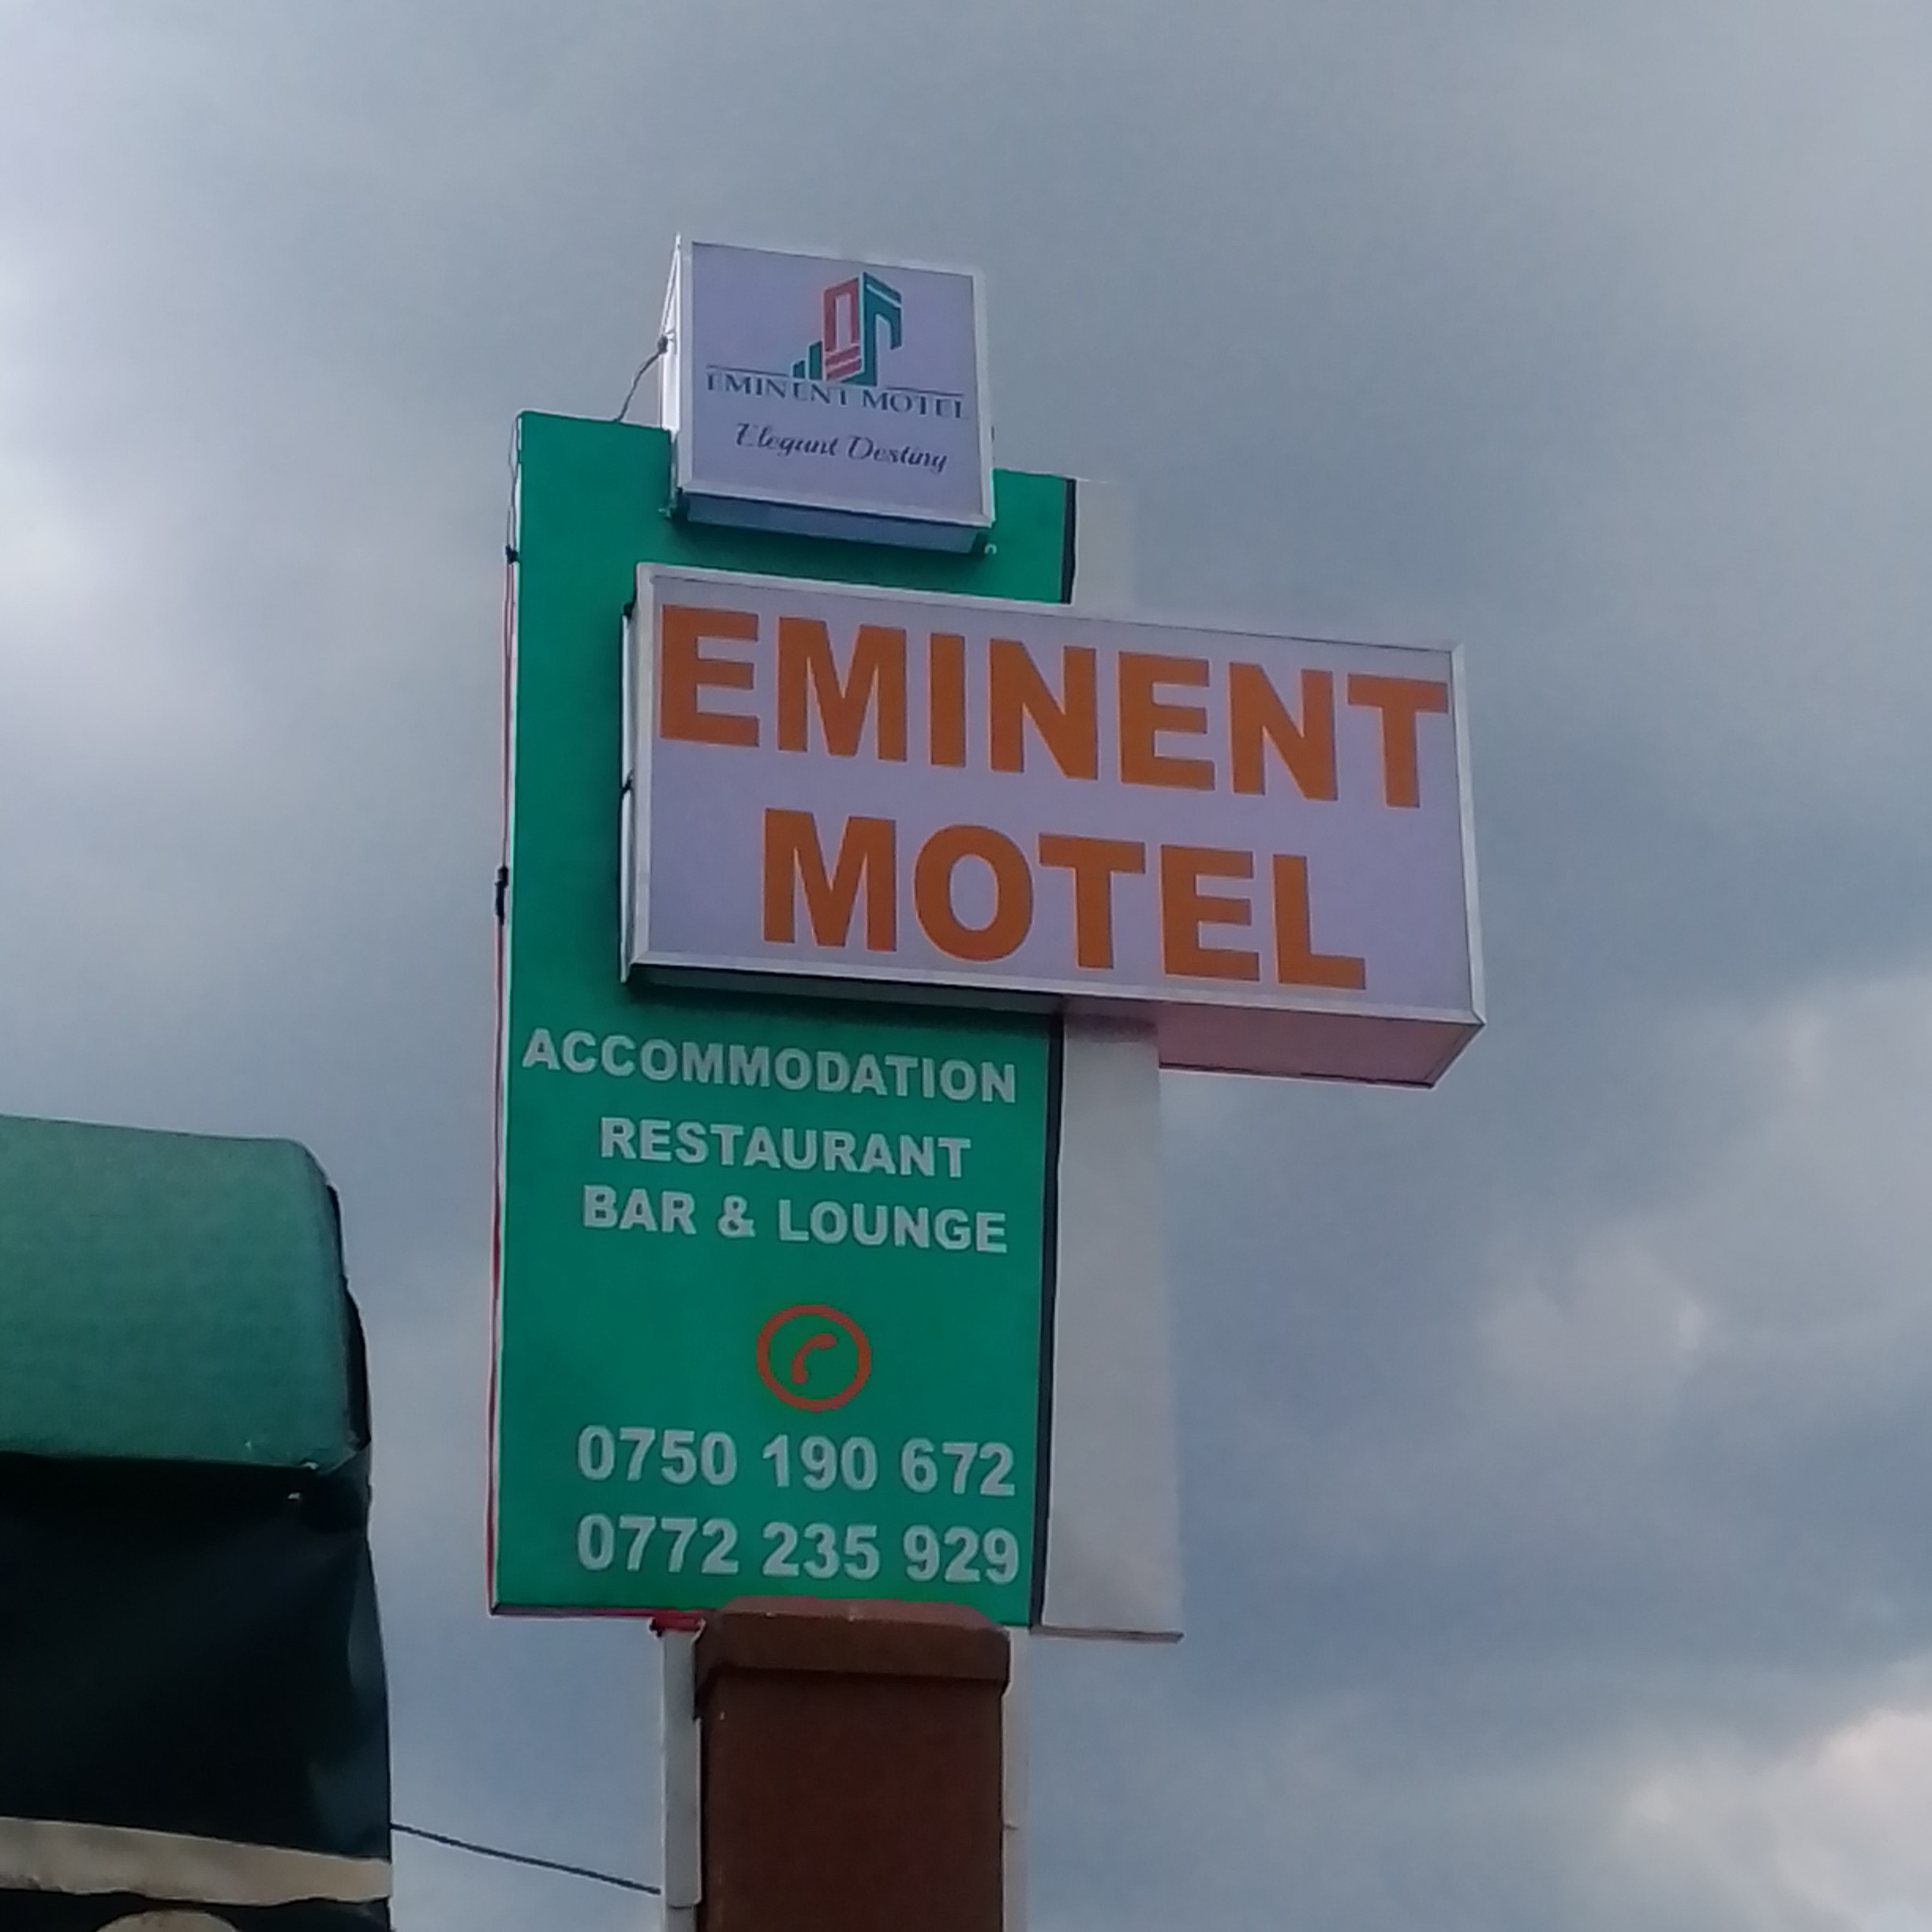 EMINENT MOTEL
Elegant Destiny
EMINENT
MOTEL
ACCOMMODATION
RESTAURANT
BAR & LOUNGE
0750 190 672
0772 235 929